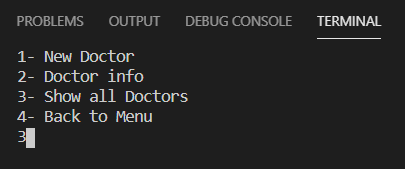 PROBLEMS OUTPUT DEBUG CONSOLE TERMINAL
1- New Doctor
2- Doctor info
3- Show all Doctors
4- Back to Menu
3